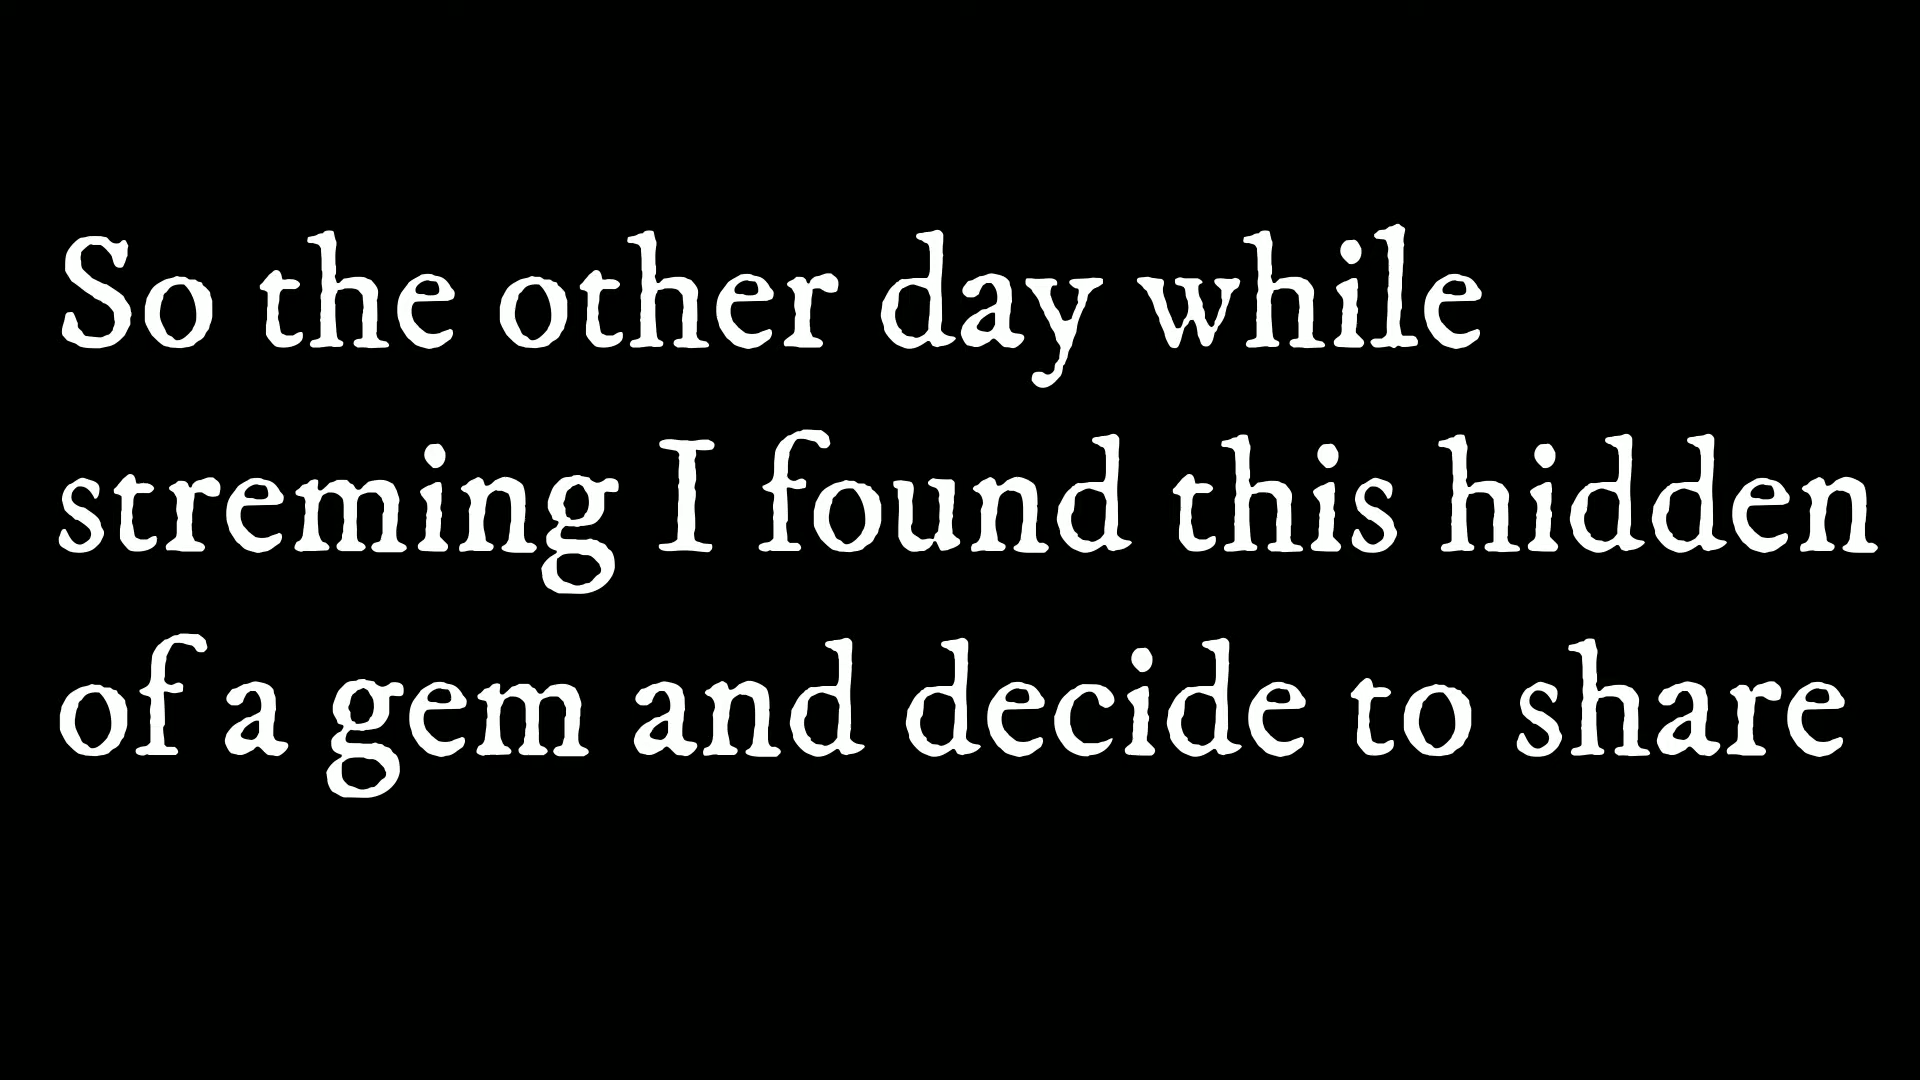 So the other day while
streming I found this hidden
of a gem and decide to share